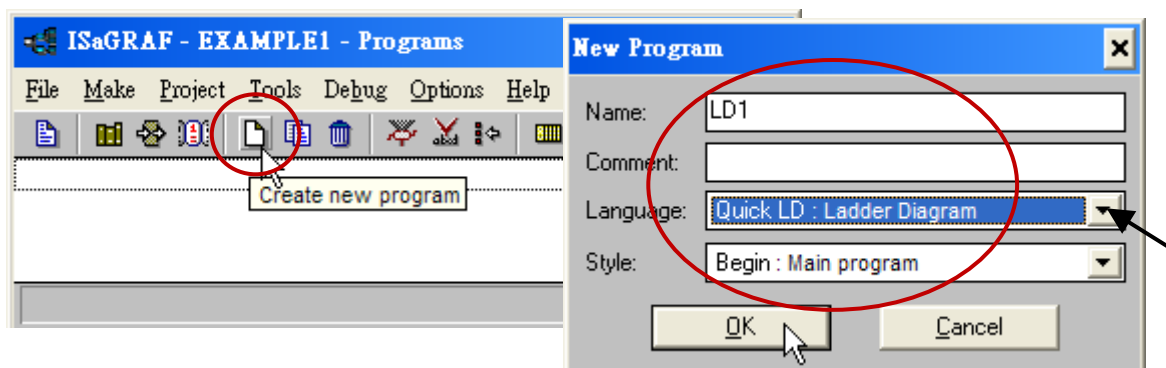 ISaGRAF - EXAMPLE1 - Programs
File Make Project Tools Debug Options Help
Create new program
New Program
Name: LD1
Comment:
Language: Quick LD : Ladder Diagram
Style: Begin : Main program
OK Cancel